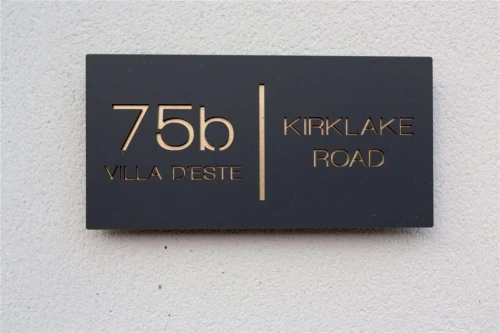 75b
VILLA D'ESTE
KIRKLAKE
ROAD